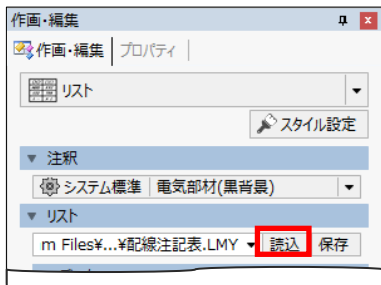 作画・編集
作画・編集 プロパティ
リスト
スタイル設定
注釈
システム標準 電気部材(黒背景)
リスト
m Files¥...¥配線注記表.LMY 読込 保存